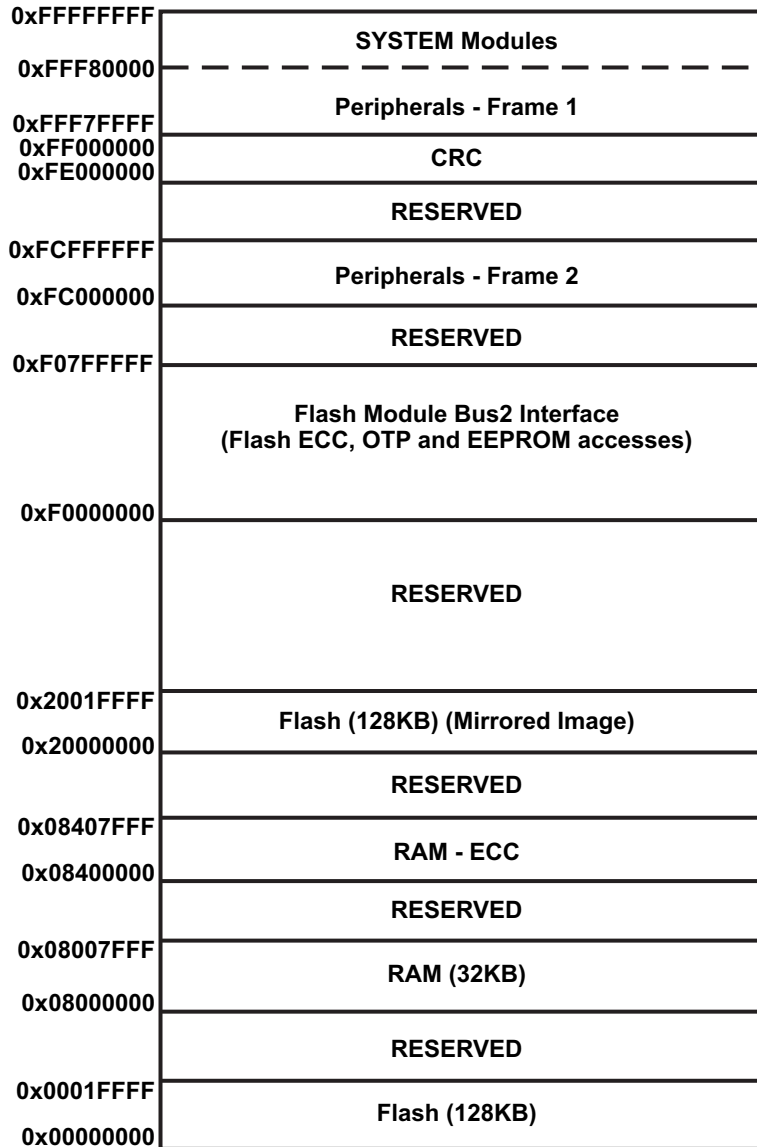 0xFFFFFFFF
SYSTEM Modules
0xFFF80000
Peripherals - Frame 1
0xFFF7FFFF
0xFF000000
CRC
0xFE000000
RESERVED
0xFCFFFFFF
Peripherals - Frame 2
0xFC000000
RESERVED
0xF07FFFFF
Flash Module Bus2 Interface
(Flash ECC, OTP and EEPROM accesses)
0xF0000000
RESERVED
0x2001FFFF
Flash (128KB) (Mirrored Image)
0x20000000
RESERVED
0x08407FFF
RAM - ECC
0x08400000
RESERVED
0x08007FFF
RAM (32KB)
0x08000000
RESERVED
0x0001FFFF
Flash (128KB)
0x00000000